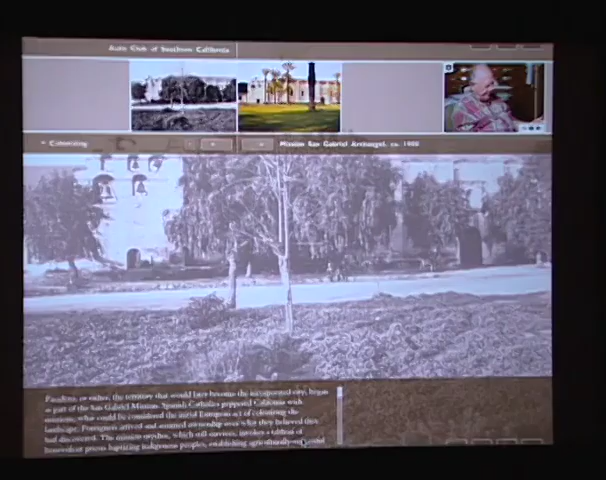 Auto Club of Southern California
Colonizing
Mission San Gabriel Archangel, ca. 1900
Pasadena, or rather, the territory that would later become the incorporated city, began
as part of the San Gabriel Mission. Spanish Catholics peppered California with
missions, what could be considered the initial European act of colonizing the
landscape. Foreigners arrived and assumed ownership over what they believed they
had discovered. The mission mythos, which still survives, invokes a tableau of
benevolent priests baptizing indigenous peoples, establishing